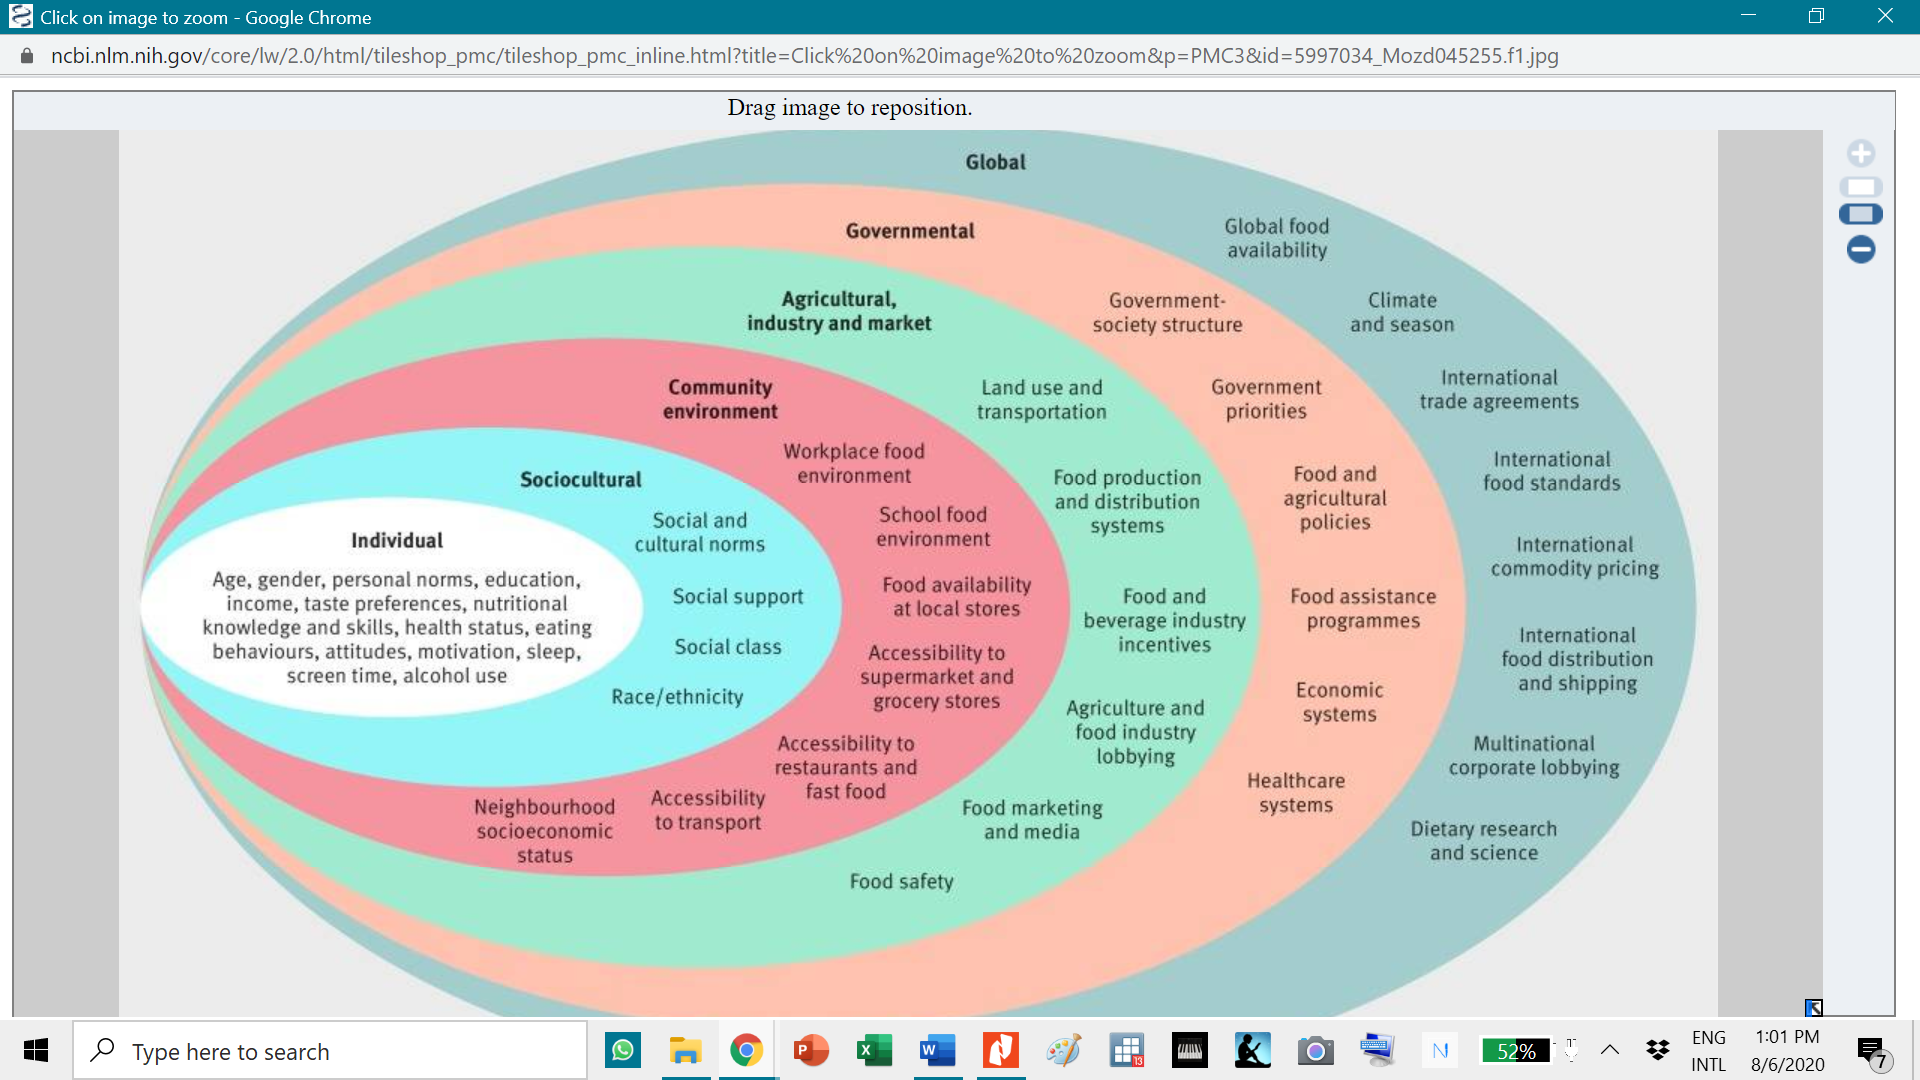 Click on image to zoom - Google Chrome
ncbi.nlm.nih.gov/core/lw/2.0/html/tileshop_pmc/tileshop_pmc_inline.html?title=Click%20on%20image%20to%20zoom&p=PMC3&id=5997034_Mozd045255.f1.jpg
Drag image to reposition.
Global
Global food
availability
Climate
and season
International
trade agreements
International
food standards
International
commodity pricing
International
food distribution
and shipping
Multinational
corporate lobbying
Dietary research
and science
Governmental
Government-
society structure
Government
priorities
Food and
agricultural
policies
Food assistance
programmes
Economic
systems
Healthcare
systems
Agricultural,
industry and market
Land use and
transportation
Food production
and distribution
systems
Food and
beverage industry
incentives
Agriculture and
food industry
lobbying
Food marketing
and media
Food safety
Community
environment
Workplace food
environment
School food
environment
Food availability
at local stores
Accessibility to
supermarket and
grocery stores
Accessibility to
restaurants and
fast food
Accessibility
to transport
Neighbourhood
socioeconomic
status
Sociocultural
Social and
cultural norms
Social support
Social class
Race/ethnicity
Individual
Age, gender, personal norms, education,
income, taste preferences, nutritional
knowledge and skills, health status, eating
behaviours, attitudes, motivation, sleep,
screen time, alcohol use
Type here to search
P
X
W
13
N
52%
ENG
INTL
1:01 PM
8/6/2020
7